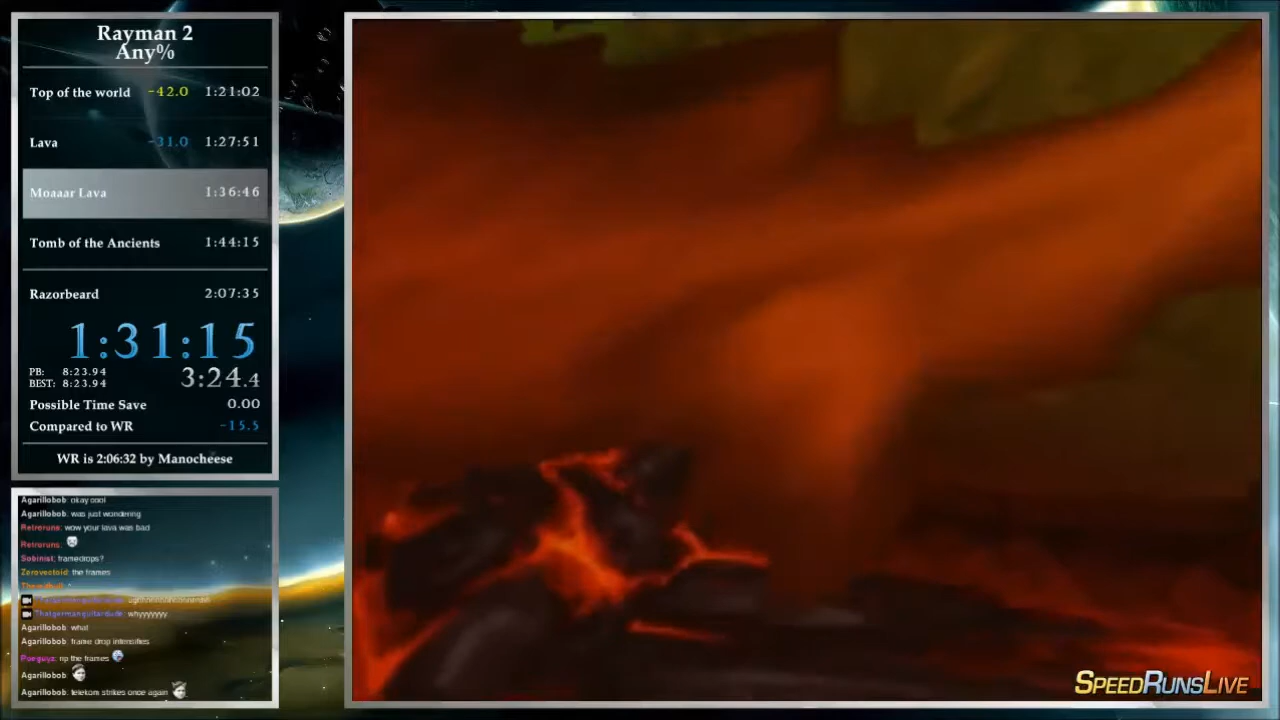 Rayman 2
Any%
Top of the world -42.0 1:21:02
Lava -31.0 1:27:51
Moaaar Lava 1:36:46
Tomb of the Ancients 1:44:15
Razorbeard 2:07:35
1:31:15
PB: 8:23.94
BEST: 8:23.94
3:24.4
Possible Time Save 0.00
Compared to WR -15.5
WR is 2:06:32 by Manocheese
Agarillobob: okay cool
Agarillobob: was just wondering
Retroruns: wow your lava was bad
Retroruns:
Sobinist: framedrops?
Zerovectoid: the frames
Thatgermanguitardude: whyyyyyyy
Agarillobob: what
Agarillobob: frame drop intensifies
Poeguys: rip the frames
Agarillobob:
Agarillobob: telekom strikes once again
SPEEDRUNSLIVE